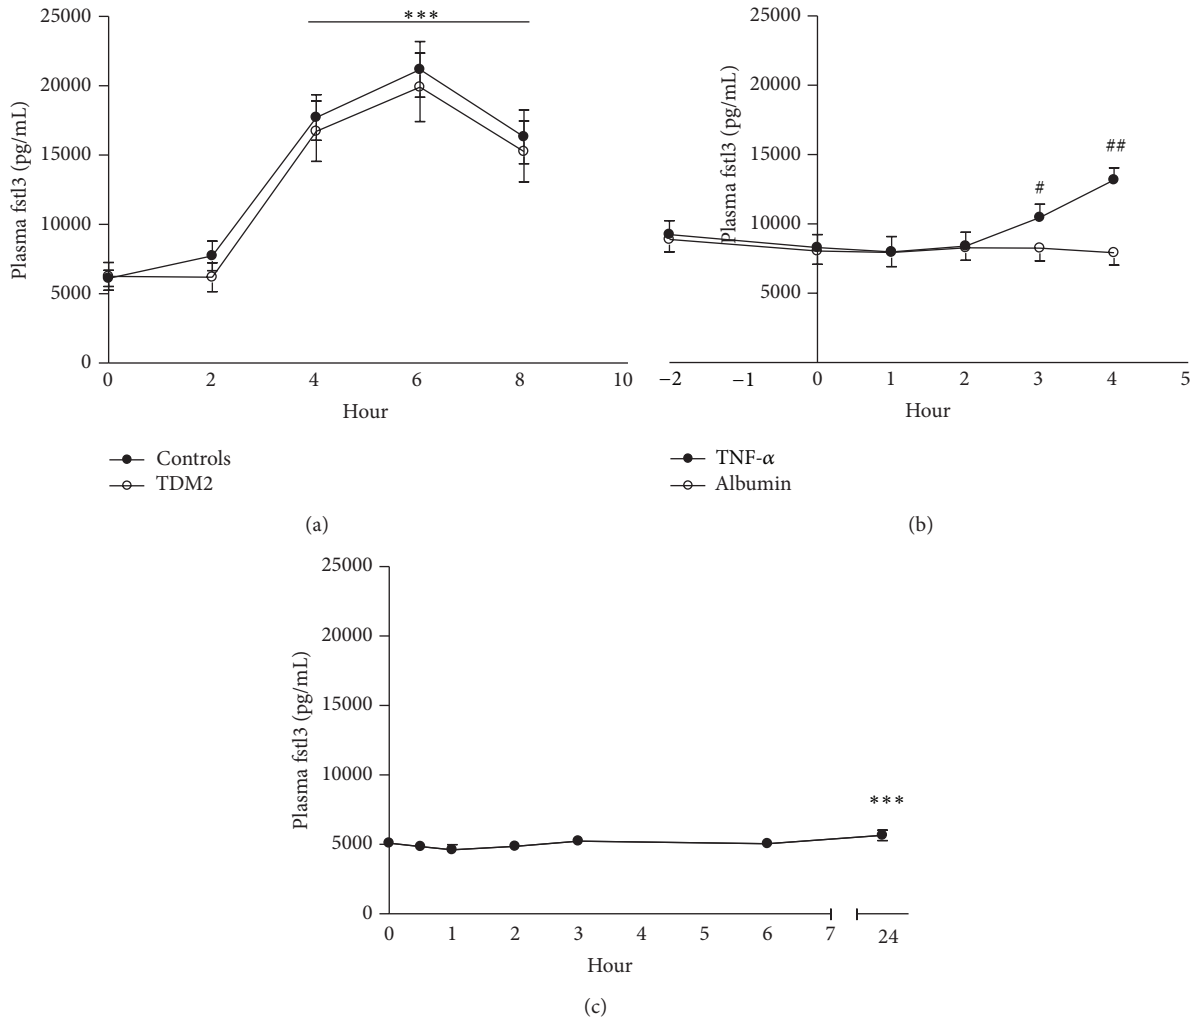 25000
20000
15000
10000
5000
0
Plasma fstl3 (pg/mL)
***
0 2 4 6 8 10
Hour
Controls
TDM2
(a)
25000
20000
15000
10000
5000
Plasma fstl3 (pg/mL)
#
##
−2 −1 0 1 2 3 4 5
Hour
TNF-α
Albumin
(b)
25000
20000
15000
10000
5000
0
Plasma fstl3 (pg/mL)
***
0 1 2 3 4 5 6 7 24
Hour
(c)